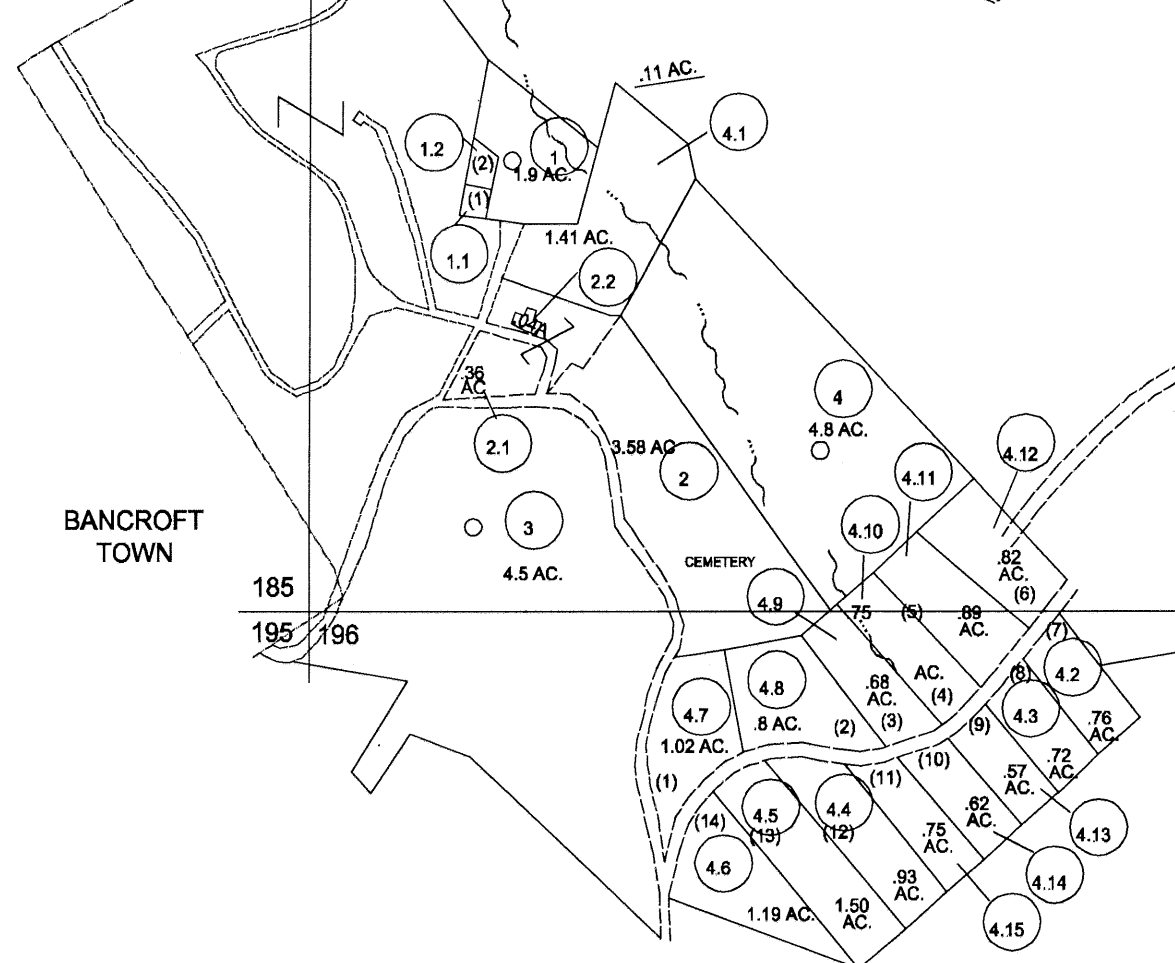 .11 AC.
4.1
1.2
(2)
1
1.9 AC.
(1)
1.41 AC.
1.1
2.2
.36
AC
4
4.8 AC.
2.1
3.58 AC
2
4.12
4.11
4.10
3
BANCROFT
TOWN
4.5 AC.
CEMETERY
.82
AC.
(6)
185
4.9
.75
(5)
.89
AC.
195
196
(7)
4.8
.68
AC.
AC.
(4)
(8)
4.2
4.7
.8 AC.
(2)
(3)
(9)
4.3
.76
AC.
1.02 AC.
(10)
.72
AC.
(1)
(11)
.57
AC.
4.5
4.4
.62
AC.
(14)
(13)
(12)
.75
AC.
4.13
4.6
.93
AC.
4.14
1.19 AC.
1.50
AC.
4.15